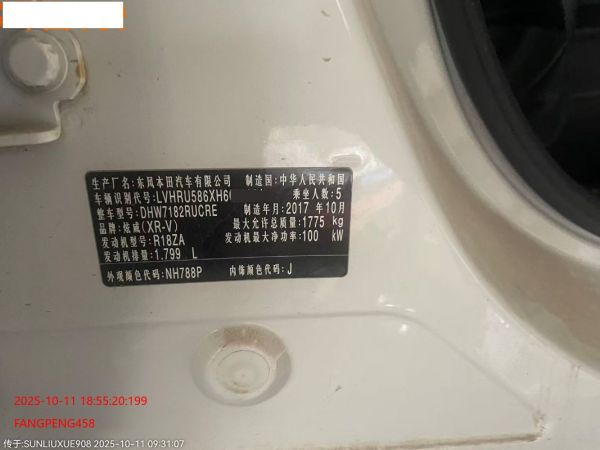 生产厂名:东风本田汽车有限公司 制造国:中华人民共和国
车辆识别代号:LVHRU586XH6 乘坐人数:5
整车型号:DHW7182RUCRE 制造年月:2017年10月
品牌:炫威(XR-V) 最大允许总质量:1775 kg
发动机型号:R18ZA 发动机最大净功率:100 kW
发动机排量:1.799 L
外观颜色代码:NH788P 内饰颜色代码:J
2025-10-11 18:55:20:199
FANGPENG458
传于:SUNLIUXUE908 2025-10-11 09:31:07